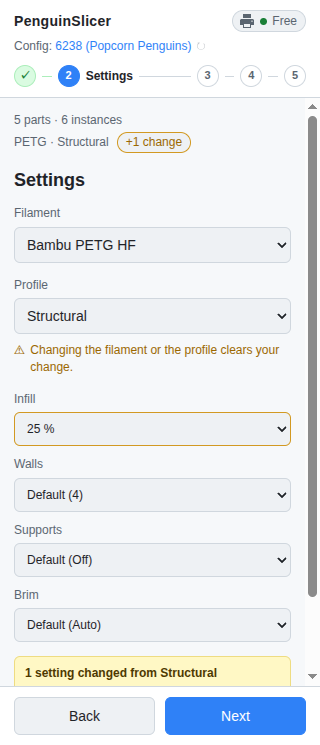 PenguinSlicer
Free
Config: 6238 (Popcorn Penguins)
✓ 2 Settings 3 4 5
5 parts · 6 instances
PETG · Structural +1 change
Settings
Filament
Bambu PETG HF
Profile
Structural
⚠ Changing the filament or the profile clears your
change.
Infill
25 %
Walls
Default (4)
Supports
Default (Off)
Brim
Default (Auto)
1 setting changed from Structural
Back Next